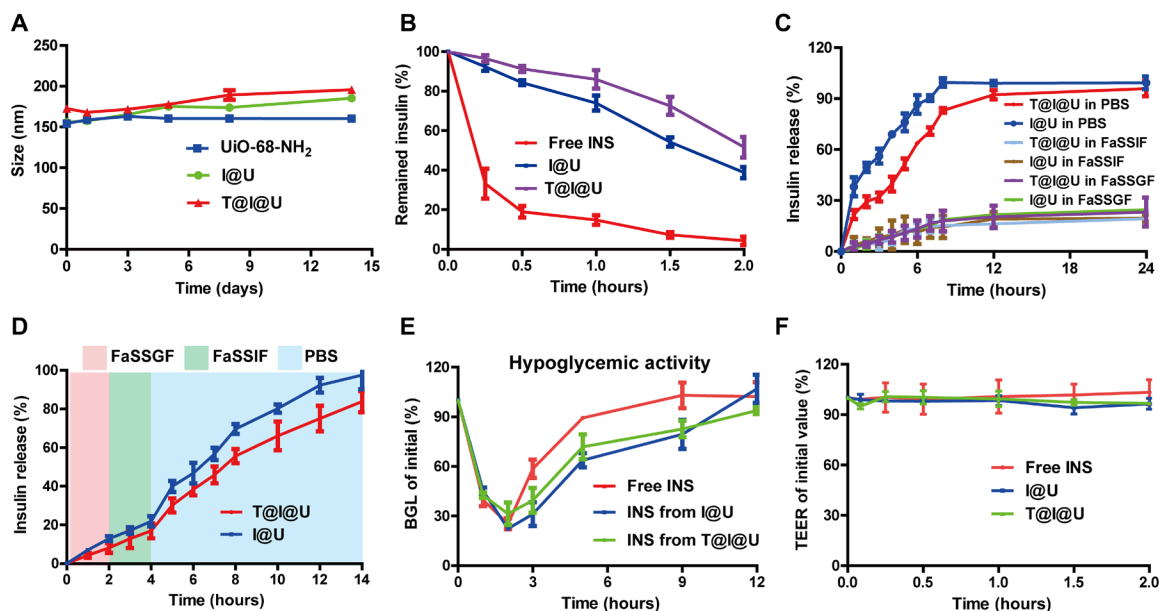 A
250
200
150
100
50
0
Size (nm)
UiO-68-NH₂
I@U
T@I@U
0 3 6 9 12 15
Time (days)
B
100
80
60
40
20
0
Remained insulin (%)
Free INS
I@U
T@I@U
0.0 0.5 1.0 1.5 2.0
Time (hours)
C
120
90
60
30
0
Insulin release (%)
T@I@U in PBS
I@U in PBS
T@I@U in FaSSIF
I@U in FaSSIF
T@I@U in FaSSGF
I@U in FaSSGF
0 6 12 18 24
Time (hours)
D
FaSSGF FaSSIF PBS
100
80
60
40
20
0
Insulin release (%)
T@I@U
I@U
0 2 4 6 8 10 12 14
Time (hours)
E
Hypoglycemic activity
120
90
60
30
0
BGL of initial (%)
Free INS
INS from I@U
INS from T@I@U
0 3 6 9 12
Time (hours)
F
120
90
60
30
0
TEER of initial value (%)
Free INS
I@U
T@I@U
0.0 0.5 1.0 1.5 2.0
Time (hours)